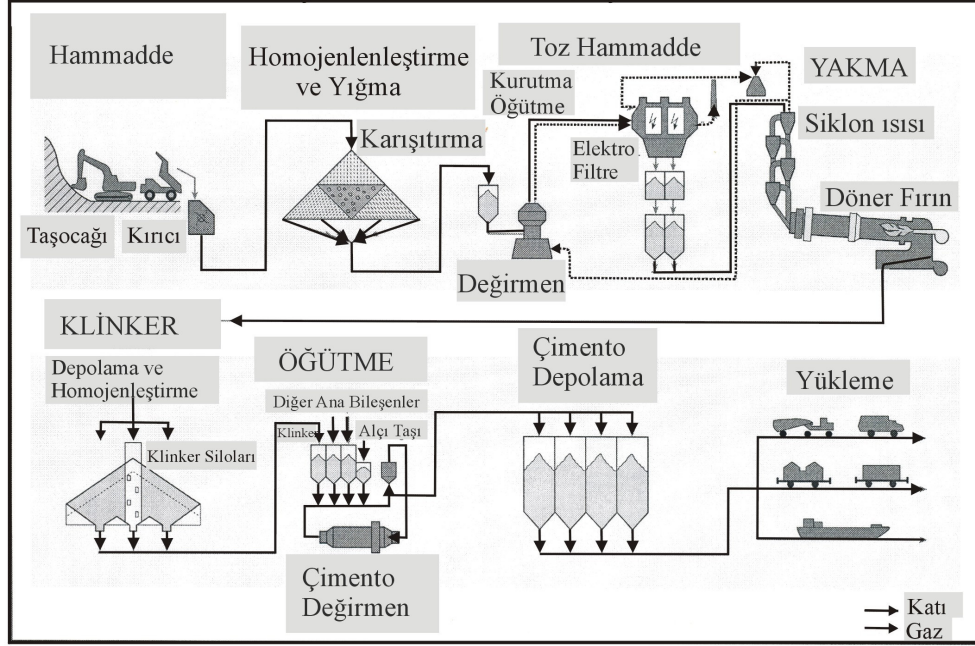 Hammadde
Homojenlenleştirme
ve Yığma
Karışıtırma
Toz Hammadde
Kurutma
Öğütme
Elektro
Filtre
YAKMA
Siklon ısısı
Döner Fırın
Taşocağı
Kırıcı
Değirmen
KLİNKER
Depolama ve
Homojenleştirme
Klinker Siloları
ÖĞÜTME
Diğer Ana Bileşenler
Klinker
Alçı Taşı
Çimento
Değirmen
Çimento
Depolama
Yükleme
Katı
Gaz